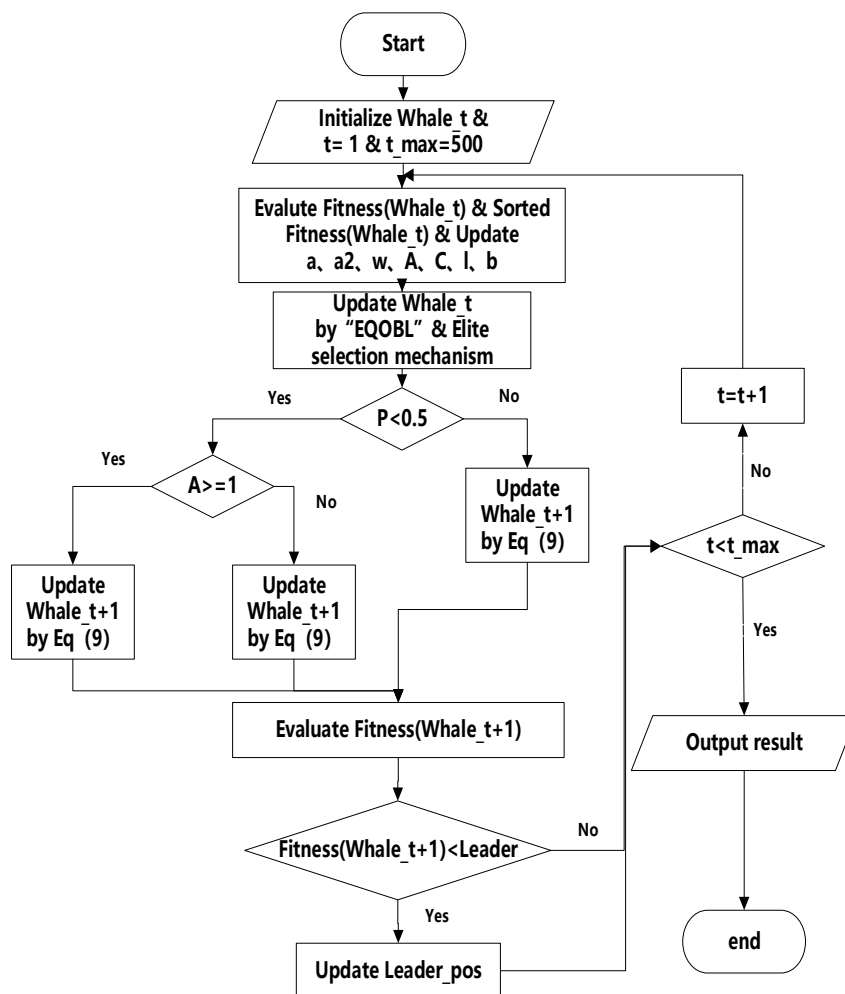 Start
Initialize Whale_t &
t= 1 & t_max=500
Evalute Fitness(Whale_t) & Sorted
Fitness(Whale_t) & Update
a、a2、w、A、C、l、b
Update Whale_t
by “EQOBL” & Elite
selection mechanism
Yes
No
P<0.5
t=t+1
Yes
A>=1
No
Update
Whale_t+1
by Eq (9)
No
t<t_max
Update
Whale_t+1
by Eq (9)
Update
Whale_t+1
by Eq (9)
Yes
Evaluate Fitness(Whale_t+1)
Output result
Fitness(Whale_t+1)<Leader
No
Yes
end
Update Leader_pos